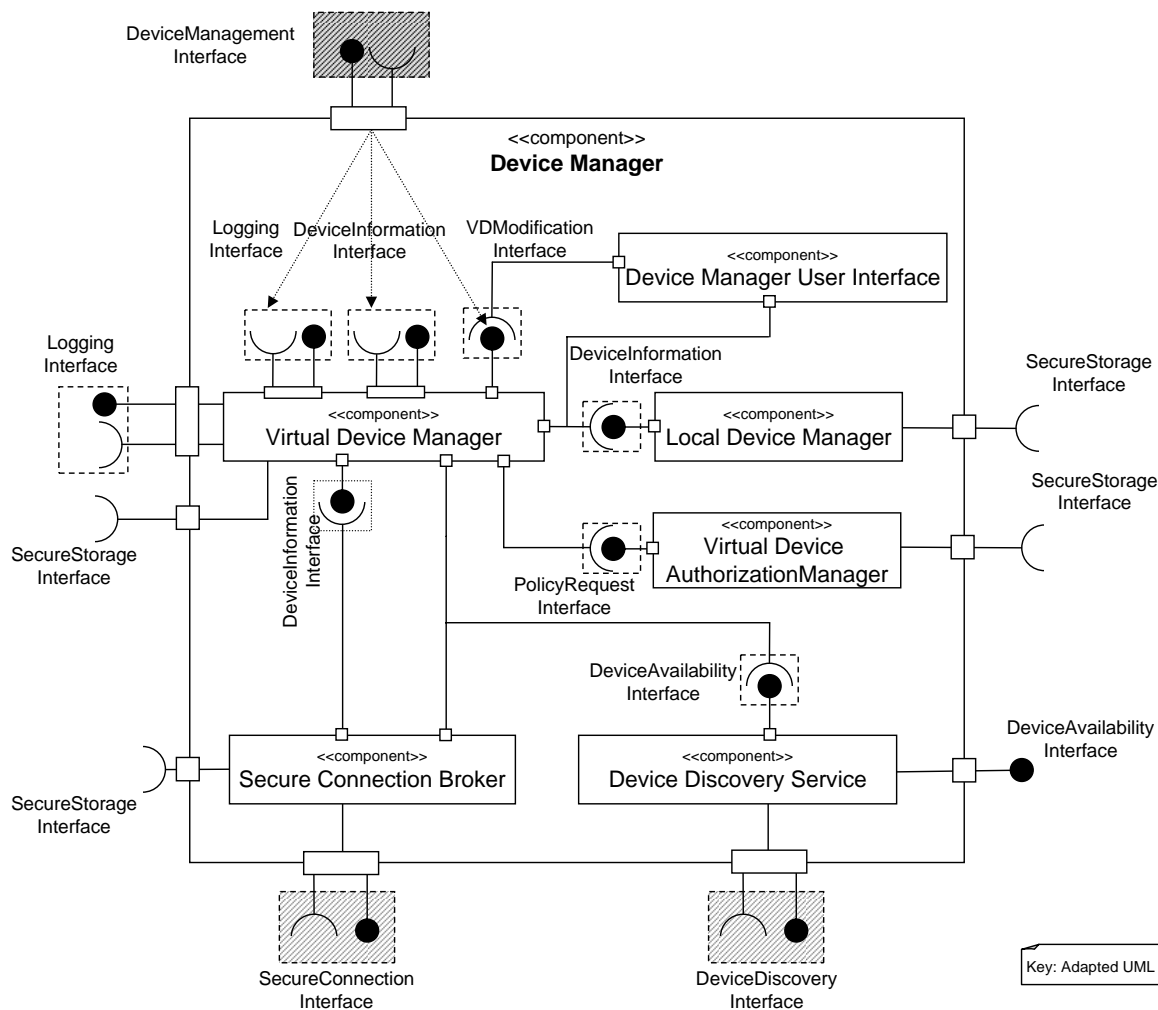 DeviceManagement
Interface
<<component>>
Device Manager
Logging
Interface
DeviceInformation
Interface
VDModification
Interface
<<component>>
Device Manager User Interface
Logging
Interface
DeviceInformation
Interface
SecureStorage
Interface
<<component>>
Virtual Device Manager
<<component>>
Local Device Manager
SecureStorage
Interface
DeviceInformation
Interface
SecureStorage
Interface
<<component>>
Virtual Device
AuthorizationManager
PolicyRequest
Interface
DeviceAvailability
Interface
DeviceAvailability
Interface
<<component>>
Secure Connection Broker
<<component>>
Device Discovery Service
SecureStorage
Interface
SecureConnection
Interface
DeviceDiscovery
Interface
Key: Adapted UML